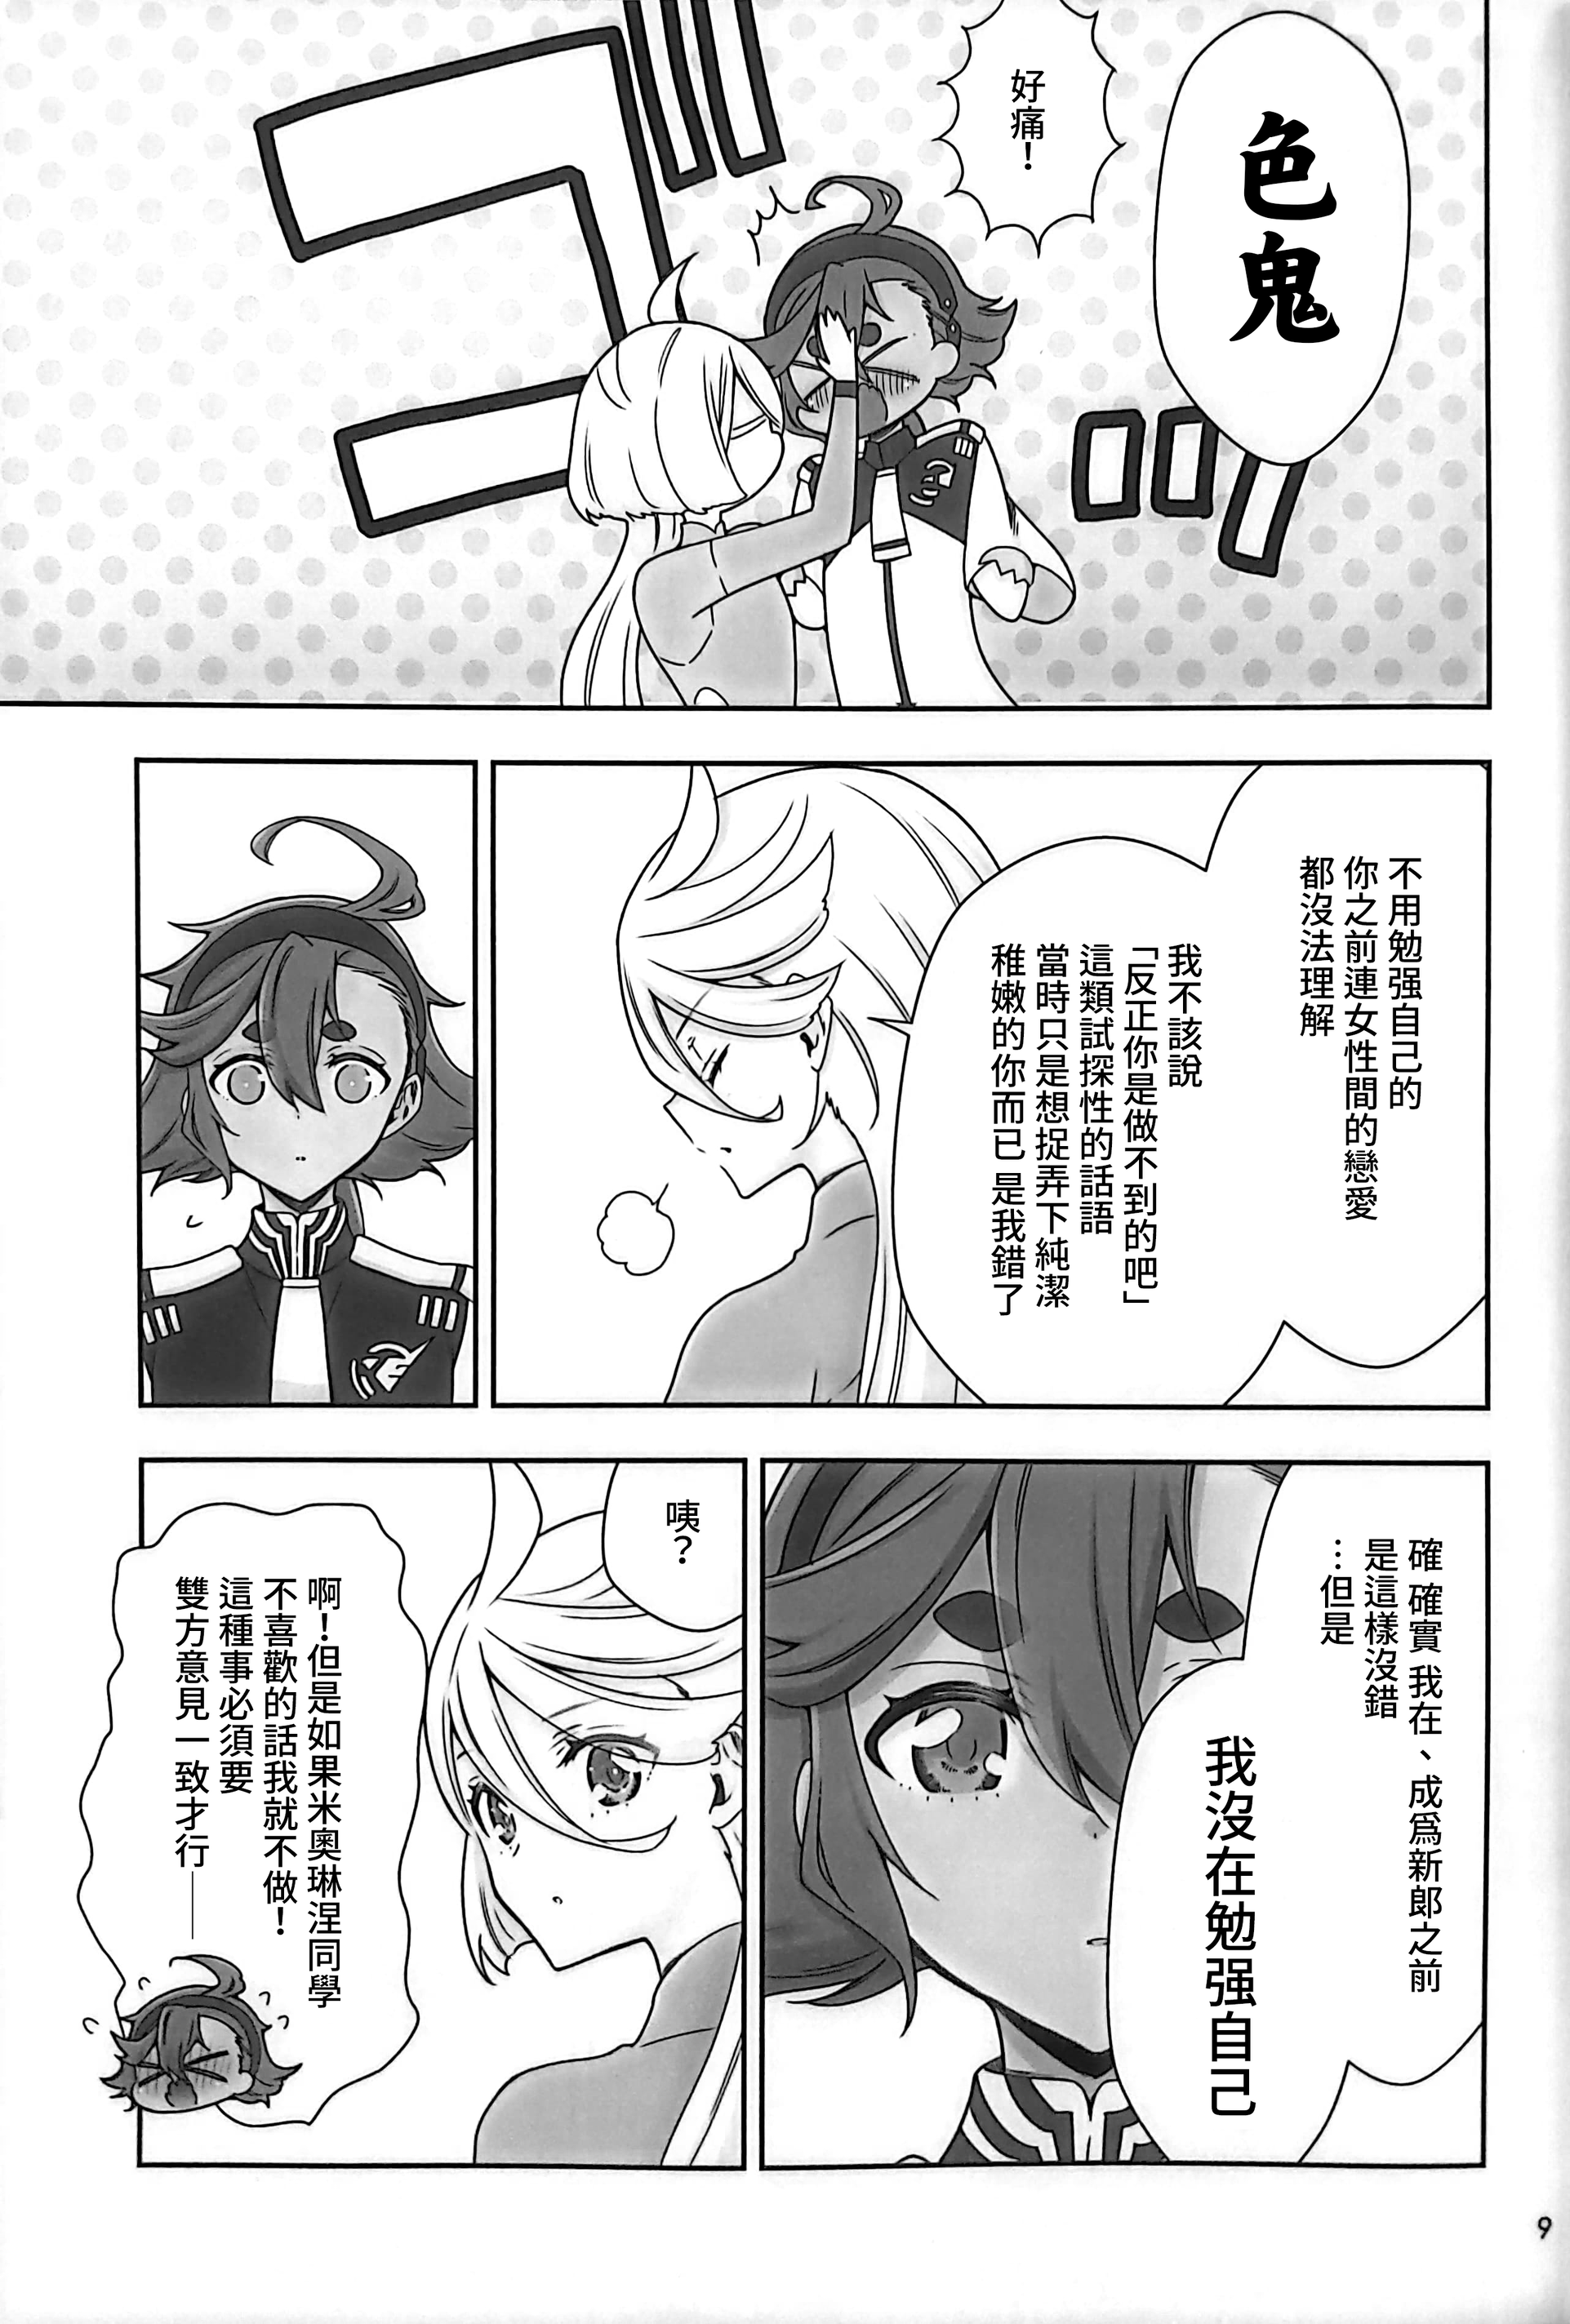 色鬼
好痛！
コ゛ッ!!
不用勉强自己的
你之前連女性間的戀愛
都沒法理解
我不該說
「反正你是做不到的吧」
這類試探性的話語
當時只是想捉弄下純潔
稚嫩的你而已 是我錯了
確 確實 我在、成爲新郎之前
是這樣沒錯
…但是
我沒在勉强自己
咦？
啊！但是如果米奧琳涅同學
不喜歡的話我就不做！
這種事必須要
雙方意見一致才行——
9